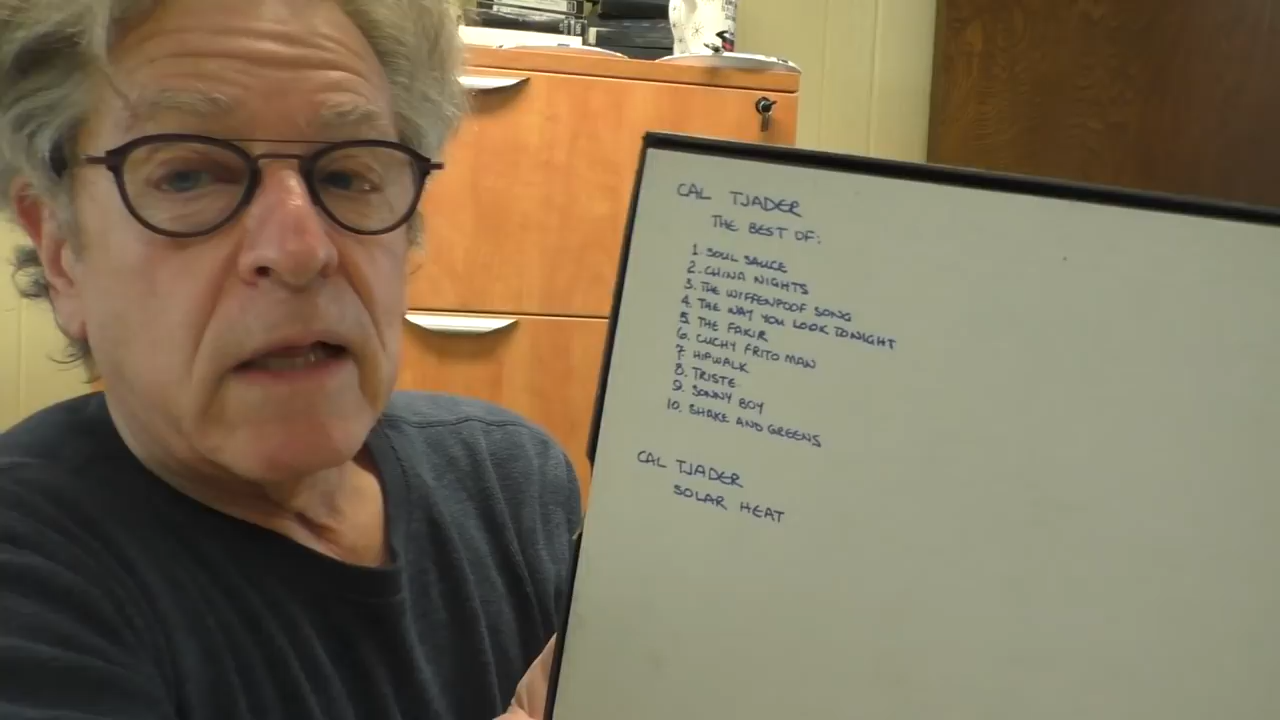 CAL TJADER
THE BEST OF:
1. SOUL SAUCE
2. CHINA NIGHTS
3. THE WIFFENPOOF SONG
4. THE WAY YOU LOOK TONIGHT
5. THE FAKIR
6. CUCHY FRITO MAN
7. HIPWALK
8. TRISTE
9. SONNY BOY
10. SHAKE AND GREENS
CAL TJADER
SOLAR HEAT